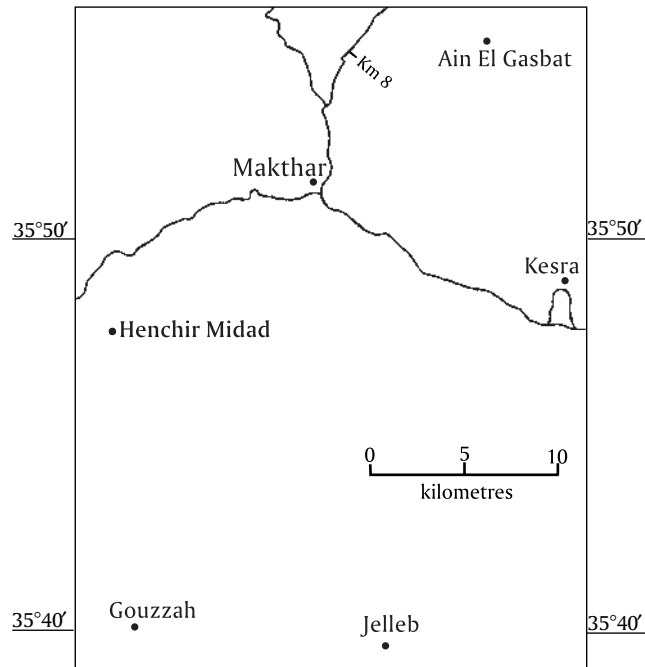 Ain El Gasbat
Km 8
Makthar
35°50′
35°50′
Kesra
Henchir Midad
0 5 10
kilometres
Gouzzah
Jelleb
35°40′
35°40′